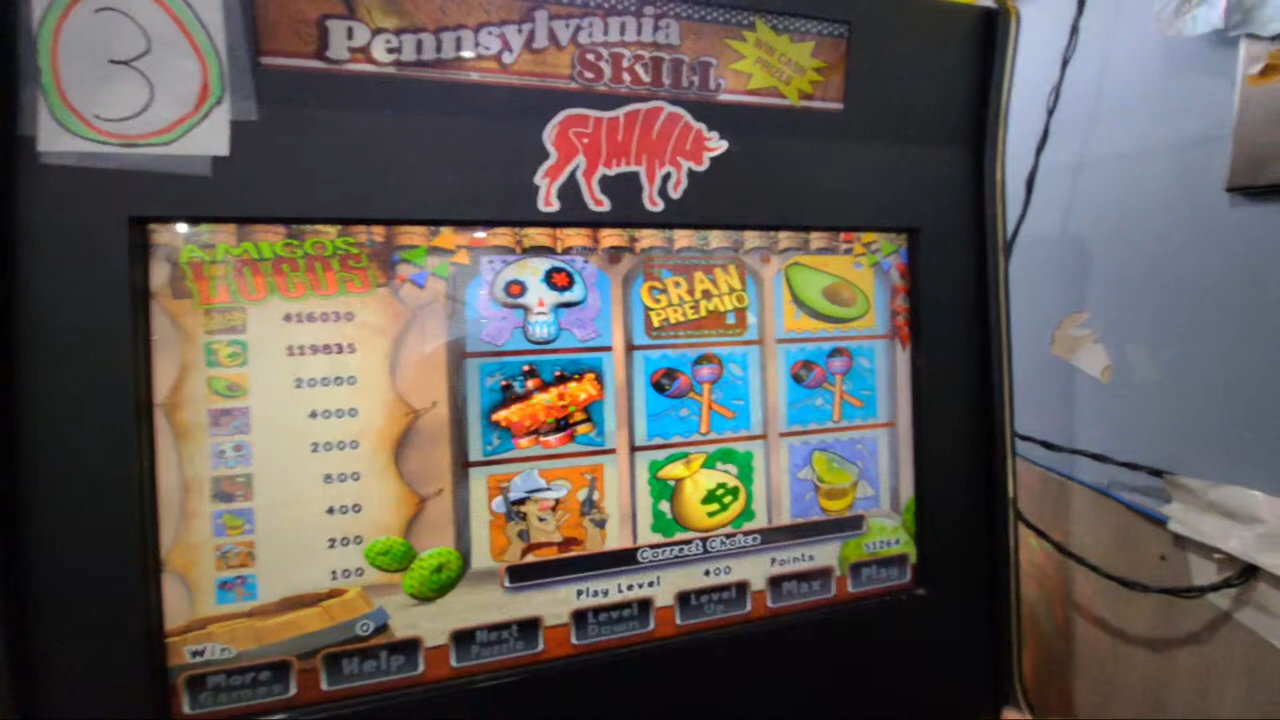 3
Pennsylvania
SKILL
WIN CASH
PRIZES
SAMMY
AMIGOS
LOCOS
416030
119835
20000
4000
2000
800
400
200
100
GRAN
PREMIO
$
Correct Choice
Play Level
400
Points
51264
Win
0
More
Games
Help
Next
Puzzle
Level
Down
Level
Up
Max
Play